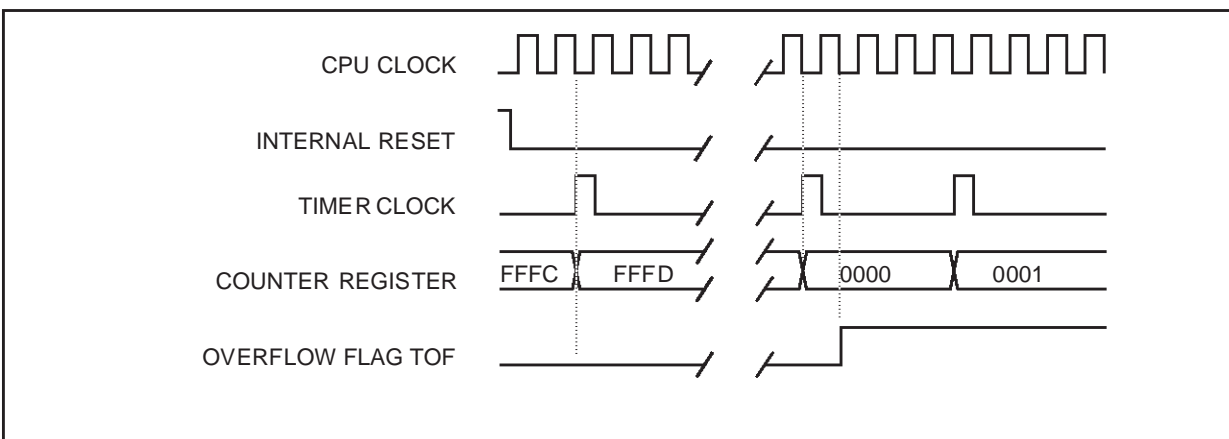 CPU CLOCK
INTERNAL RESET
TIMER CLOCK
COUNTER REGISTER
FFFC FFFD 0000 0001
OVERFLOW FLAG TOF